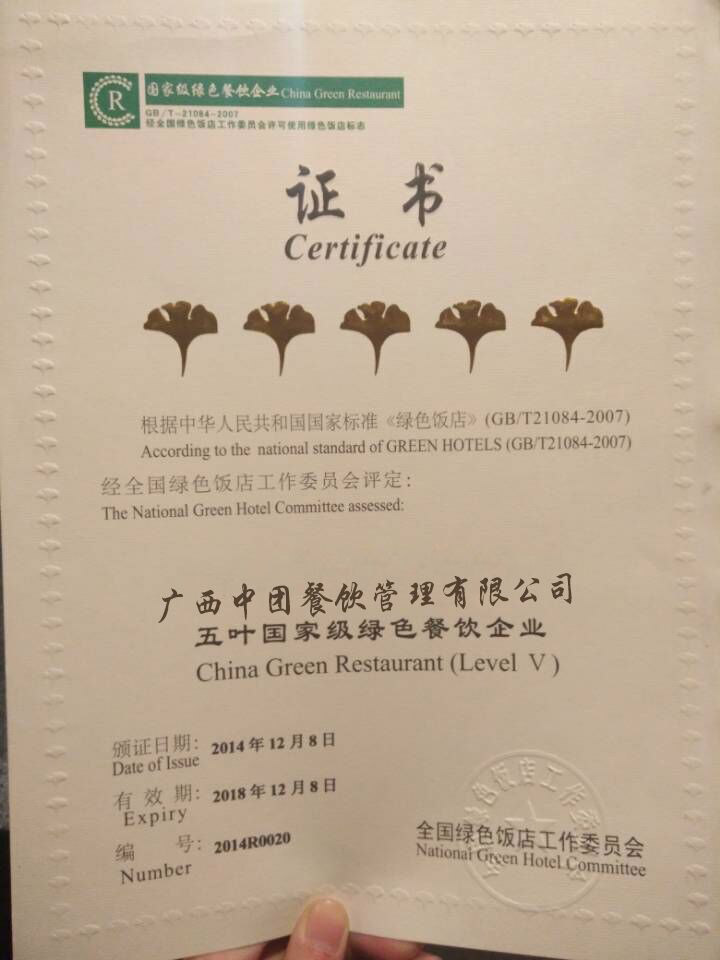 R
国家级绿色餐饮企业 China Green Restaurant
GB/T-21084-2007
经全国绿色饭店工作委员会许可使用绿色饭店标志
证书
Certificate
根据中华人民共和国国家标准《绿色饭店》(GB/T21084-2007)
According to the national standard of GREEN HOTELS (GB/T21084-2007)
经全国绿色饭店工作委员会评定:
The National Green Hotel Committee assessed:
广西中团餐饮管理有限公司
五叶国家级绿色餐饮企业
China Green Restaurant (Level Ⅴ)
颁证日期: 2014年12月8日
Date of Issue
有效期: 2018年12月8日
Expiry
编号: 2014R0020
Number
全国绿色饭店工作委员会
National Green Hotel Committee